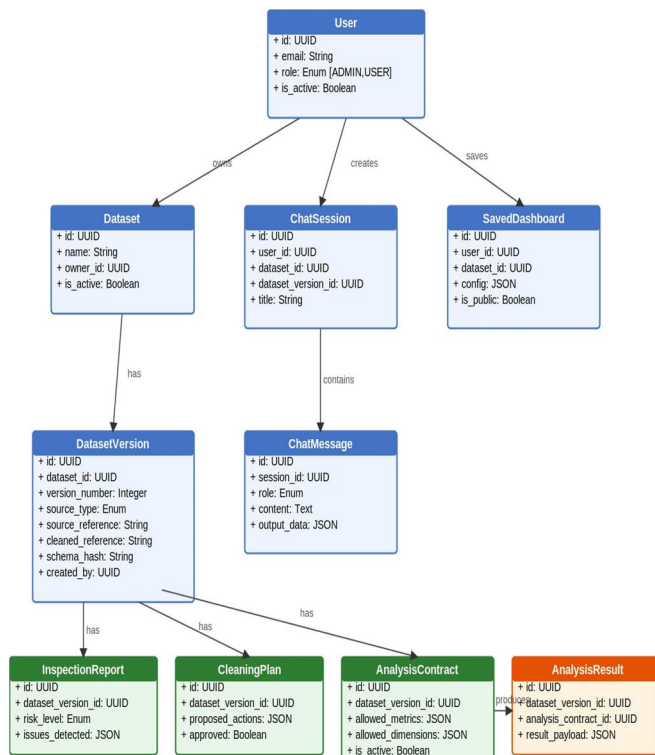 User
+ id: UUID
+ email: String
+ role: Enum [ADMIN,USER]
+ is_active: Boolean
owns
creates
saves
Dataset
+ id: UUID
+ name: String
+ owner_id: UUID
+ is_active: Boolean
ChatSession
+ id: UUID
+ user_id: UUID
+ dataset_id: UUID
+ dataset_version_id: UUID
+ title: String
SavedDashboard
+ id: UUID
+ user_id: UUID
+ dataset_id: UUID
+ config: JSON
+ is_public: Boolean
has
contains
DatasetVersion
+ id: UUID
+ dataset_id: UUID
+ version_number: Integer
+ source_type: Enum
+ source_reference: String
+ cleaned_reference: String
+ schema_hash: String
+ created_by: UUID
ChatMessage
+ id: UUID
+ session_id: UUID
+ role: Enum
+ content: Text
+ output_data: JSON
has
has
has
InspectionReport
+ id: UUID
+ dataset_version_id: UUID
+ risk_level: Enum
+ issues_detected: JSON
CleaningPlan
+ id: UUID
+ dataset_version_id: UUID
+ proposed_actions: JSON
+ approved: Boolean
AnalysisContract
+ id: UUID
+ dataset_version_id: UUID
+ allowed_metrics: JSON
+ allowed_dimensions: JSON
+ is_active: Boolean
produces
AnalysisResult
+ id: UUID
+ dataset_version_id: UUID
+ analysis_contract_id: UUID
+ result_payload: JSON